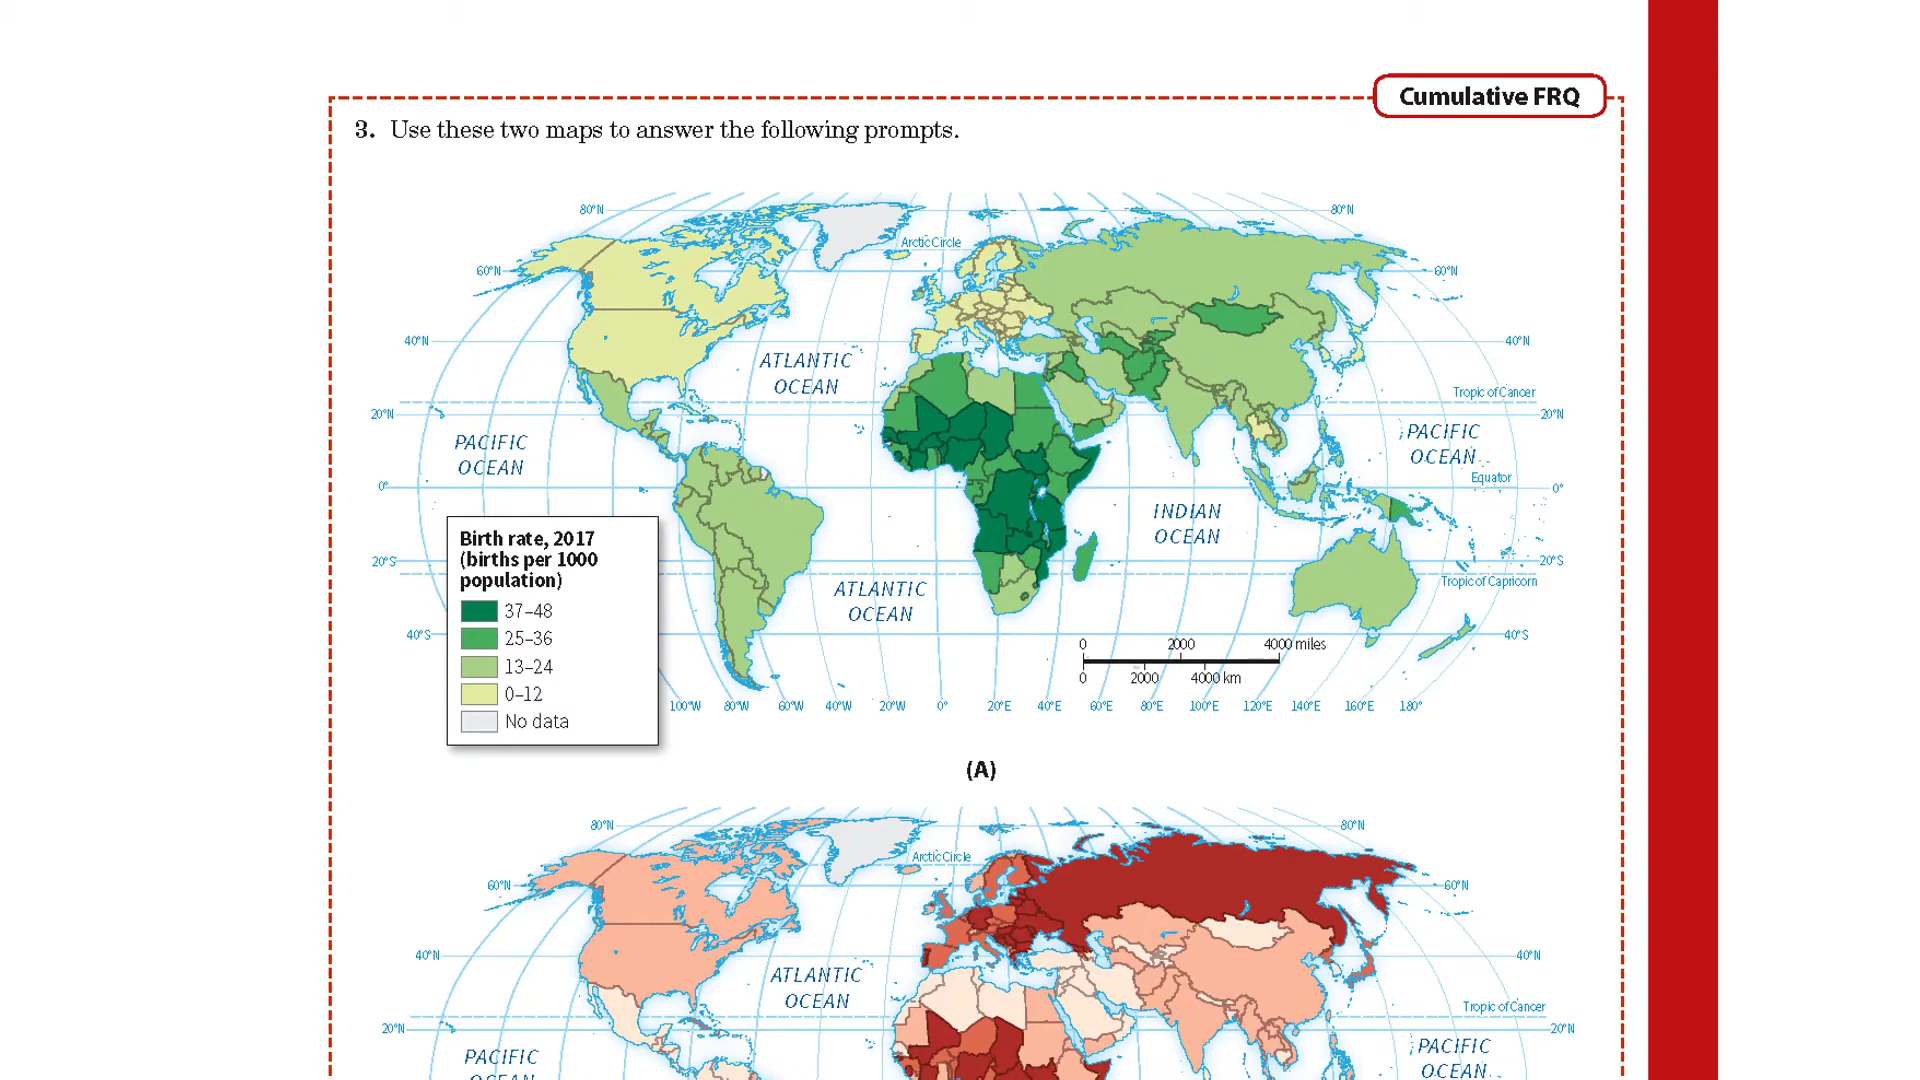 Cumulative FRQ
3. Use these two maps to answer the following prompts.
80°N
80°N
Arctic Circle
60°N
60°N
40°N
40°N
ATLANTIC
OCEAN
Tropic of Cancer
20°N
20°N
PACIFIC
OCEAN
PACIFIC
OCEAN
Equator
0°
0°
INDIAN
OCEAN
Birth rate, 2017
(births per 1000
population)
37–48
25–36
13–24
0–12
No data
20°S
20°S
Tropic of Capricorn
ATLANTIC
OCEAN
40°S
40°S
0 2000 4000 miles
0 2000 4000 km
100°W 80°W 60°W 40°W 20°W 0° 20°E 40°E 60°E 80°E 100°E 120°E 140°E 160°E 180°
(A)
80°N
80°N
Arctic Circle
60°N
60°N
40°N
40°N
ATLANTIC
OCEAN
Tropic of Cancer
20°N
20°N
PACIFIC
OCEAN
PACIFIC
OCEAN